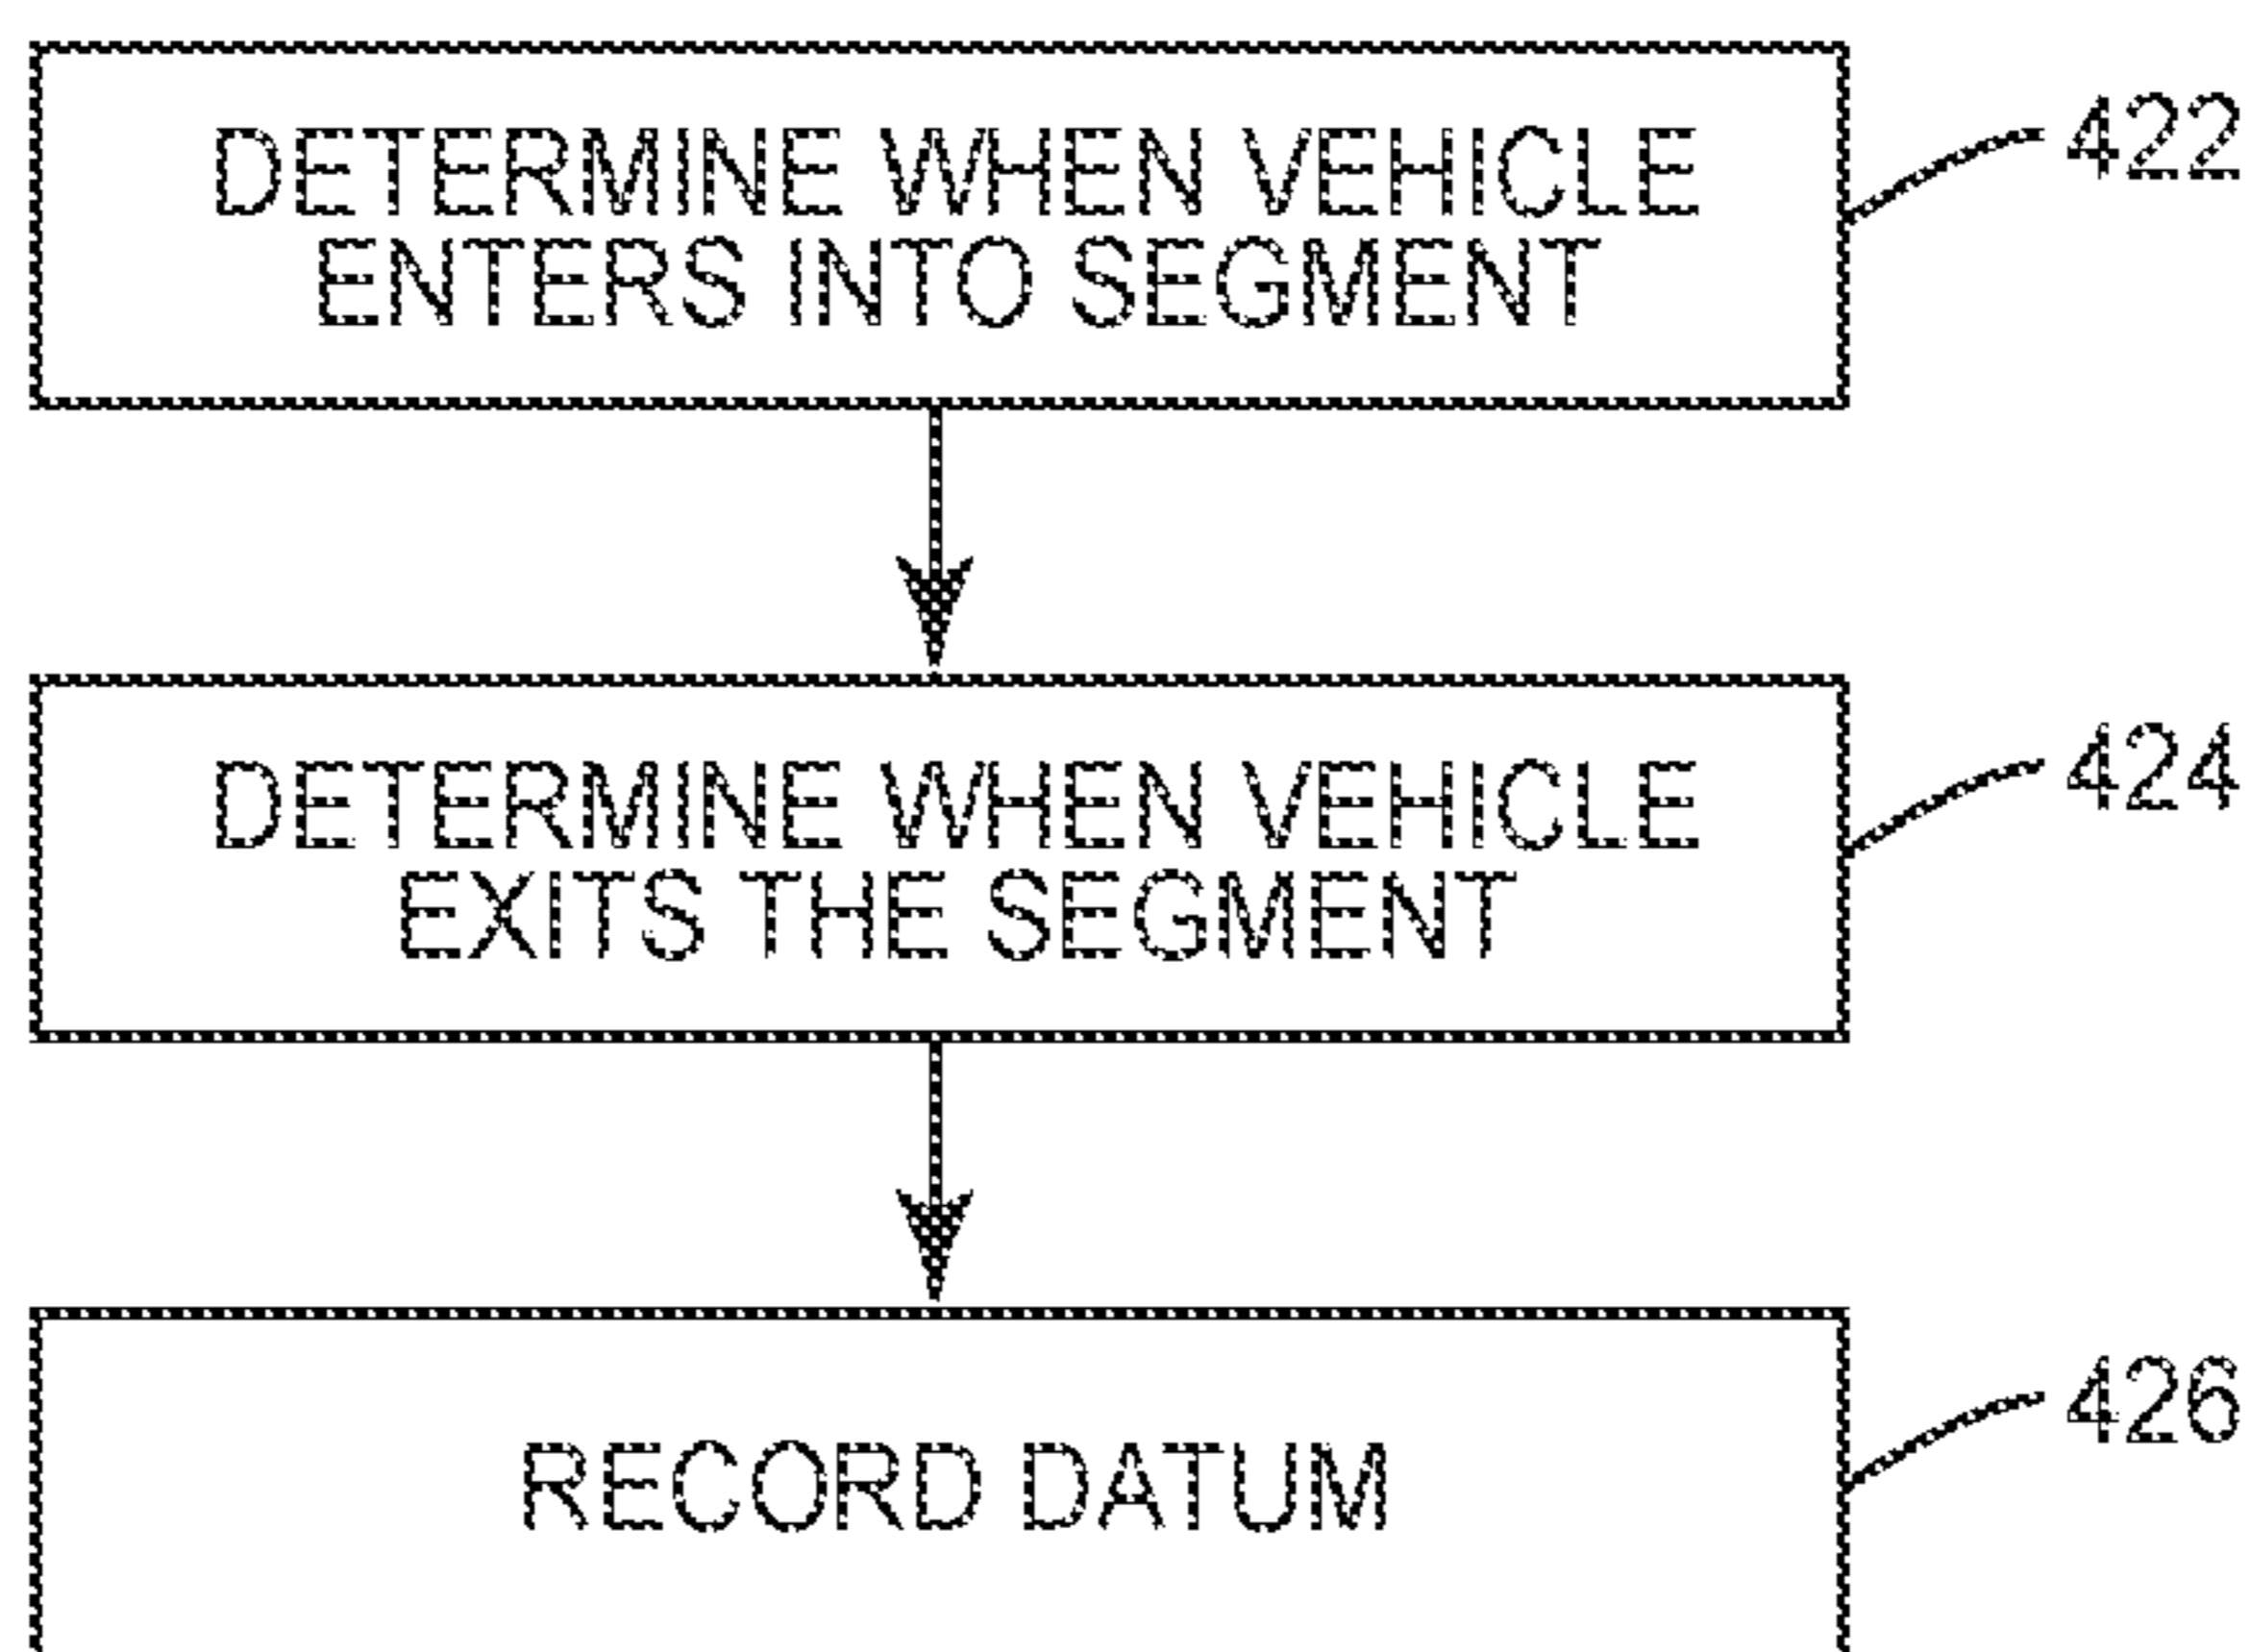 DETERMINE WHEN VEHICLE
ENTERS INTO SEGMENT
422
DETERMINE WHEN VEHICLE
EXITS THE SEGMENT
424
RECORD DATUM
426